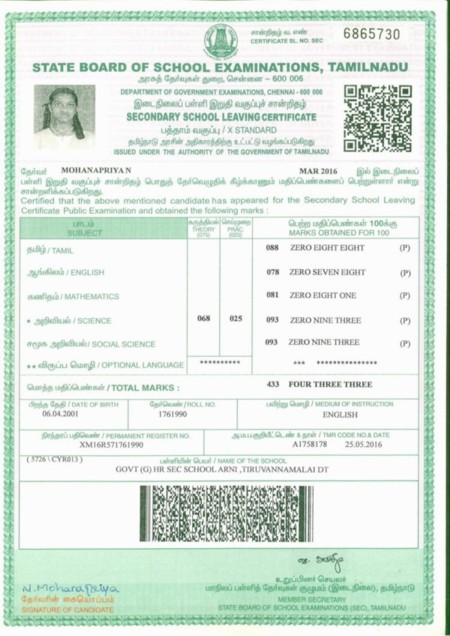 சான்றிதழ் வ. எண்
CERTIFICATE SL. NO. SEC 6865730
STATE BOARD OF SCHOOL EXAMINATIONS, TAMILNADU
அரசுத் தேர்வுகள் துறை, சென்னை - 600 006
DEPARTMENT OF GOVERNMENT EXAMINATIONS, CHENNAI - 600 006
இடைநிலைப் பள்ளி இறுதி வகுப்புச் சான்றிதழ்
SECONDARY SCHOOL LEAVING CERTIFICATE
பத்தாம் வகுப்பு / X STANDARD
தமிழ்நாடு அரசின் அதிகாரத்திற்கு உட்பட்டு வழங்கப்படுகிறது
ISSUED UNDER THE AUTHORITY OF THE GOVERNMENT OF TAMILNADU
தேர்வர் MOHANAPRIYA N MAR 2016 இல் இடைநிலைப்
பள்ளி இறுதி வகுப்புச் சான்றிதழ் பொதுத் தேர்வெழுதிக் கீழ்க்காணும் மதிப்பெண்களைப் பெற்றுள்ளார் என்று
சான்றளிக்கப்படுகிறது.
Certified that the above mentioned candidate has appeared for the Secondary School Leaving
Certificate Public Examination and obtained the following marks :
பாடம் கருத்தியல் செய்முறை பெற்ற மதிப்பெண்கள் 100க்கு
SUBJECT THEORY PRAC MARKS OBTAINED FOR 100
(075) (025)
தமிழ் / TAMIL 088 ZERO EIGHT EIGHT (P)
ஆங்கிலம் / ENGLISH 078 ZERO SEVEN EIGHT (P)
கணிதம் / MATHEMATICS 081 ZERO EIGHT ONE (P)
* அறிவியல் / SCIENCE 068 025 093 ZERO NINE THREE (P)
சமூக அறிவியல் / SOCIAL SCIENCE 093 ZERO NINE THREE (P)
** விருப்ப மொழி / OPTIONAL LANGUAGE ********** *** ***************
மொத்த மதிப்பெண்கள் / TOTAL MARKS : 433 FOUR THREE THREE
பிறந்த தேதி / DATE OF BIRTH தேர்வெண் / ROLL NO. பயிற்று மொழி / MEDIUM OF INSTRUCTION
06.04.2001 1761990 ENGLISH
நிரந்தரப் பதிவெண் / PERMANENT REGISTER NO. / TMR CODE NO.& DATE
XM16R571761990 A1758178 25.05.2016
( 5726 \ CYR013 ) பள்ளியின் பெயர் / NAME OF THE SCHOOL
GOVT (G) HR SEC SCHOOL ARNI , TIRUVANNAMALAI DT
N. Mohanapriya
தேர்வரின் கையொப்பம்
SIGNATURE OF CANDIDATE
உறுப்பினர் செயலர்
மாநிலப் பள்ளித் தேர்வுகள் குழுமம் (இடைநிலை), தமிழ்நாடு
MEMBER SECRETARY
STATE BOARD OF SCHOOL EXAMINATIONS (SEC), TAMILNADU